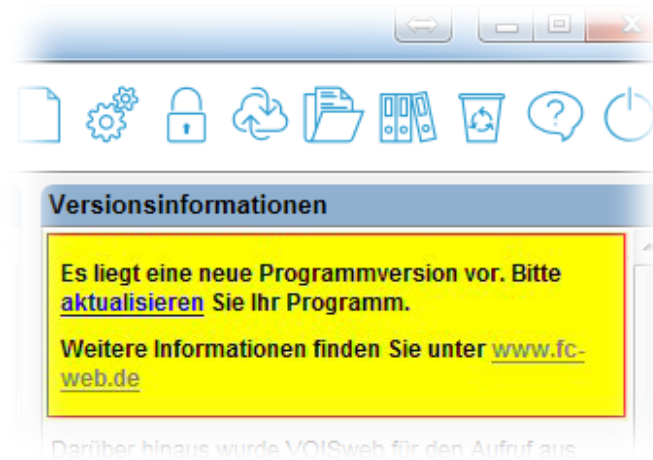 Versionsinformationen
Es liegt eine neue Programmversion vor. Bitte
aktualisieren Sie Ihr Programm.
Weitere Informationen finden Sie unter www.fc-
web.de
Darüber hinaus wurde VOISweb für den Aufruf aus